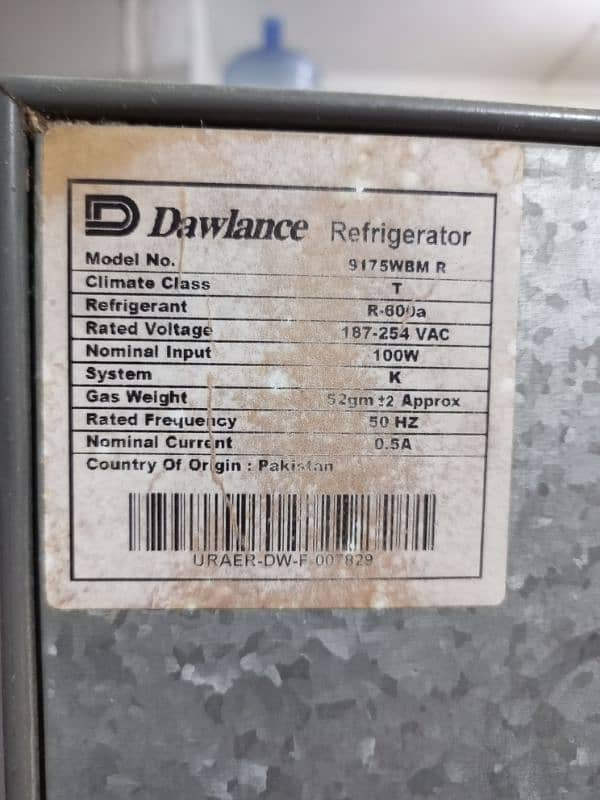 Dawlance Refrigerator
Model No. 9175WBM R
Climate Class T
Refrigerant R-600a
Rated Voltage 187-254 VAC
Nominal Input 100W
System K
Gas Weight 52gm ±2 Approx
Rated Frequency 50 HZ
Nominal Current 0.5A
Country Of Origin : Pakistan
URAER-DW-F 007829